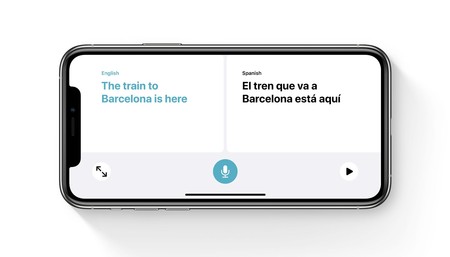 English
The train to
Barcelona is here
Spanish
El tren que va a
Barcelona está aquí